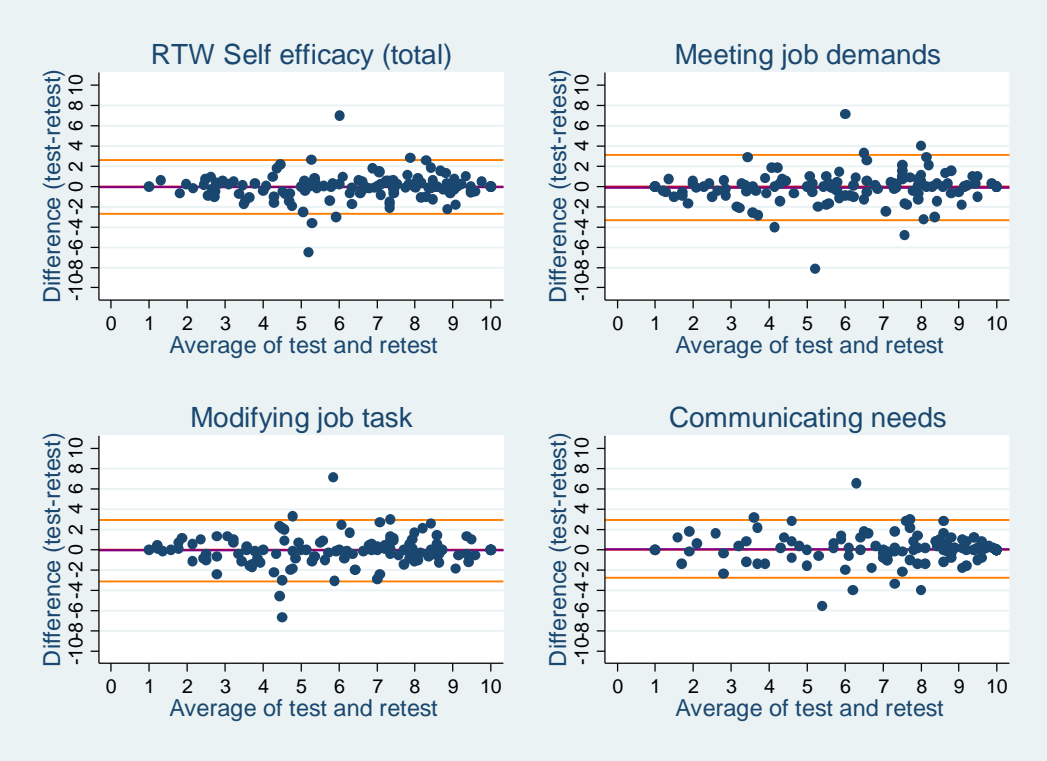 RTW Self efficacy (total)
Difference (test-retest)
10
8
6
4
2
0
-2
-4
-6
-8
-10
0 1 2 3 4 5 6 7 8 9 10
Average of test and retest
Meeting job demands
Difference (test-retest)
10
8
6
4
2
0
-2
-4
-6
-8
-10
0 1 2 3 4 5 6 7 8 9 10
Average of test and retest
Modifying job task
Difference (test-retest)
10
8
6
4
2
0
-2
-4
-6
-8
-10
0 1 2 3 4 5 6 7 8 9 10
Average of test and retest
Communicating needs
Difference (test-retest)
10
8
6
4
2
0
-2
-4
-6
-8
-10
0 1 2 3 4 5 6 7 8 9 10
Average of test and retest